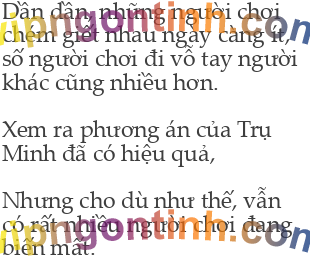 Dần dần, những người chơi
chém giết nhau ngày càng ít,
số người chơi đi vỗ tay người
khác cũng nhiều hơn.
Xem ra phương án của Trụ
Minh đã có hiệu quả,
Nhưng cho dù như thế, vẫn
có rất nhiều người chơi đang
biến mất.